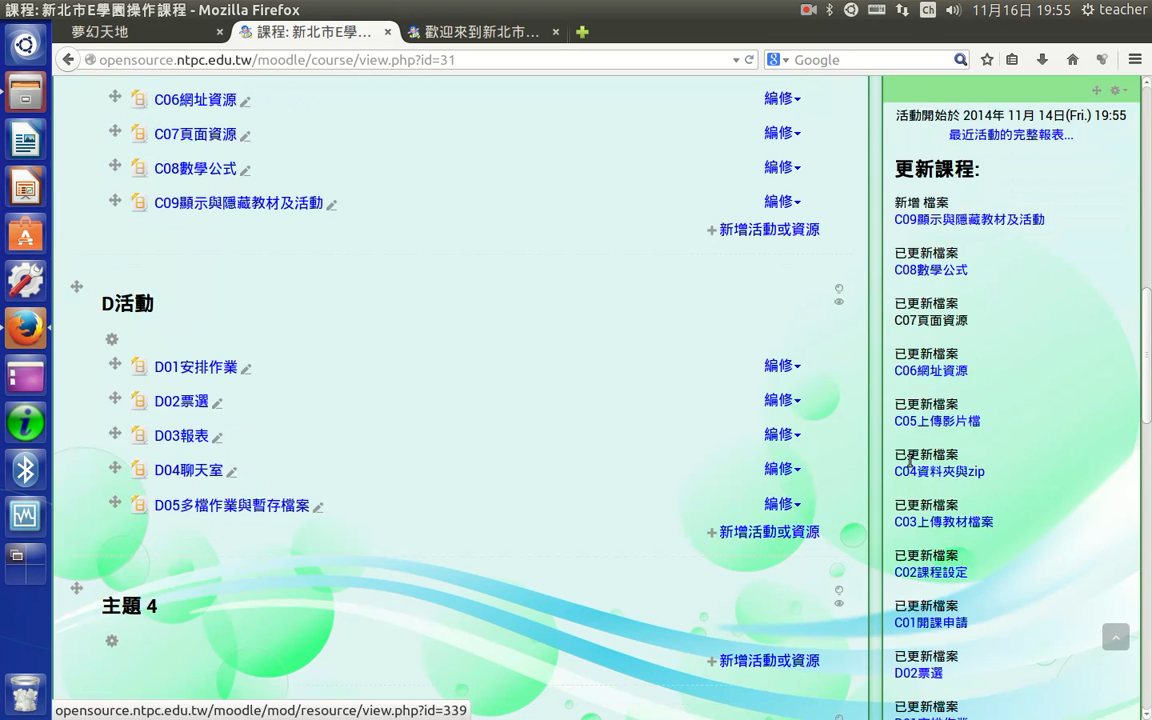 課程: 新北市E學園操作課程 - Mozilla Firefox
Ch
11月16日 19:55
teacher
夢幻天地 ×
課程: 新北市E學... ×
歡迎來到新北市... ×
opensource.ntpc.edu.tw/moodle/course/view.php?id=31
Google
C06網址資源
編修
C07頁面資源
編修
C08數學公式
編修
C09顯示與隱藏教材及活動
編修
新增活動或資源
D活動
D01安排作業
編修
D02票選
編修
D03報表
編修
D04聊天室
編修
D05多檔作業與暫存檔案
編修
新增活動或資源
主題 4
新增活動或資源
opensource.ntpc.edu.tw/moodle/mod/resource/view.php?id=339
活動開始於 2014年 11月 14日(Fri.) 19:55
最近活動的完整報表...
更新課程:
新增 檔案
C09顯示與隱藏教材及活動
已更新檔案
C08數學公式
已更新檔案
C07頁面資源
已更新檔案
C06網址資源
已更新檔案
C05上傳影片檔
已更新檔案
C04資料夾與zip
已更新檔案
C03上傳教材檔案
已更新檔案
C02課程設定
已更新檔案
C01開課申請
已更新檔案
D02票選
已更新檔案
D01安排作業